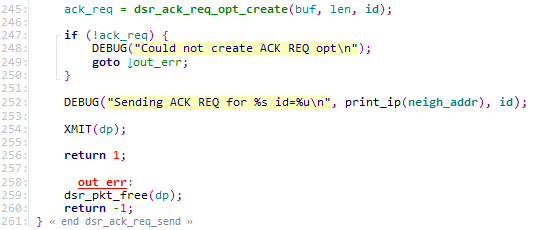 245: ack_req = dsr_ack_req_opt_create(buf, len, id);
246:
247: if (!ack_req) {
248: DEBUG("Could not create ACK REQ opt\n");
249: goto ↓out_err;
250: }
251:
252: DEBUG("Sending ACK REQ for %s id=%u\n", print_ip(neigh_addr), id);
253:
254: XMIT(dp);
255:
256: return 1;
257:
258: out_err:
259: dsr_pkt_free(dp);
260: return -1;
261: } « end dsr_ack_req_send »